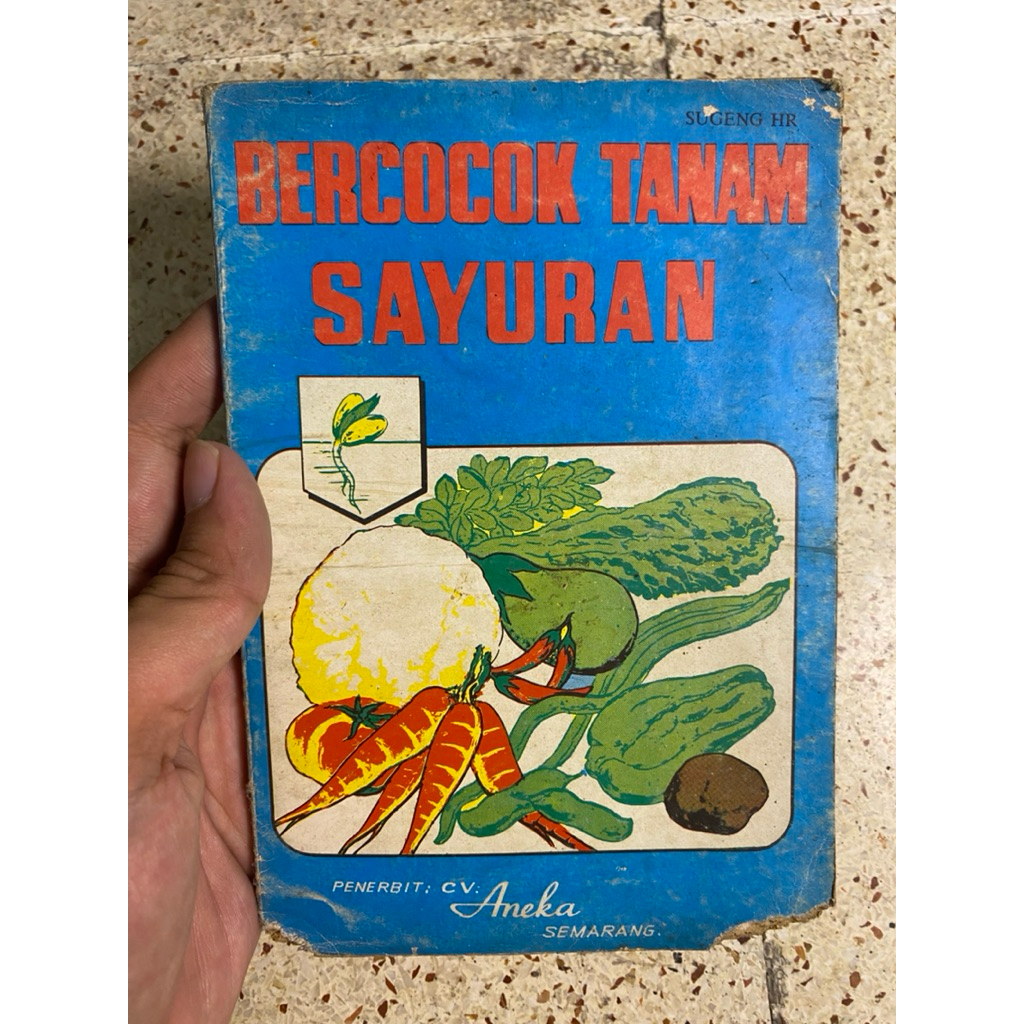 SUGENG HR
BERCOCOK TANAM
SAYURAN
PENERBIT: CV. Aneka
SEMARANG.